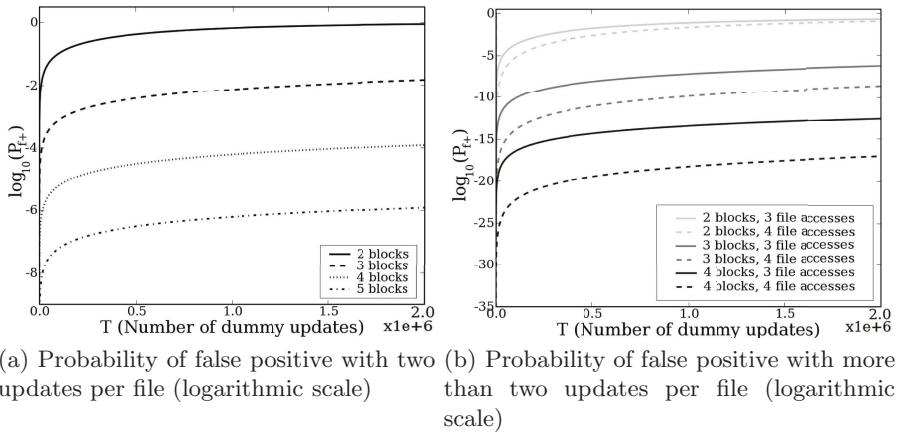 0
-2
-4
-6
-8
log10(Pf+)
2 blocks
3 blocks
4 blocks
5 blocks
0.0 0.5 1.0 1.5 2.0
T (Number of dummy updates) x1e+6
0
-5
-10
-15
-20
-25
-30
-35
log10(Pf+)
2 blocks, 3 file accesses
2 blocks, 4 file accesses
3 blocks, 3 file accesses
3 blocks, 4 file accesses
4 blocks, 3 file accesses
4 blocks, 4 file accesses
0.0 0.5 1.0 1.5 2.0
T (Number of dummy updates) x1e+6
(a) Probability of false positive with two
updates per file (logarithmic scale)
(b) Probability of false positive with more
than two updates per file (logarithmic
scale)